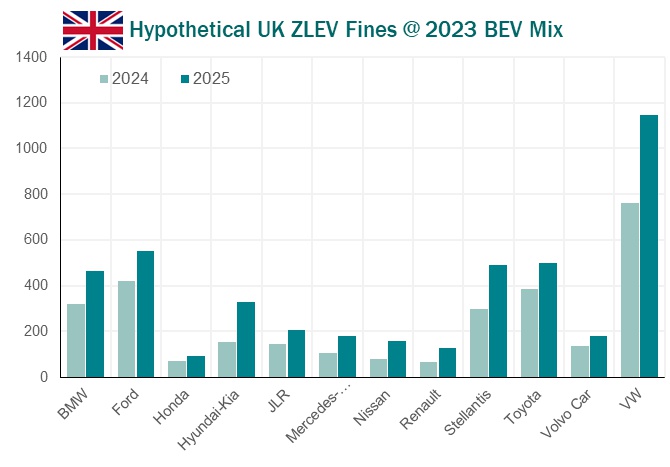 Hypothetical UK ZLEV Fines @ 2023 BEV Mix
1400
2024 2025
1200
1000
800
600
400
200
0
BMW
Ford
Honda
Hyundai-Kia
JLR
Mercedes-...
Nissan
Renault
Stellantis
Toyota
Volvo Car
VW